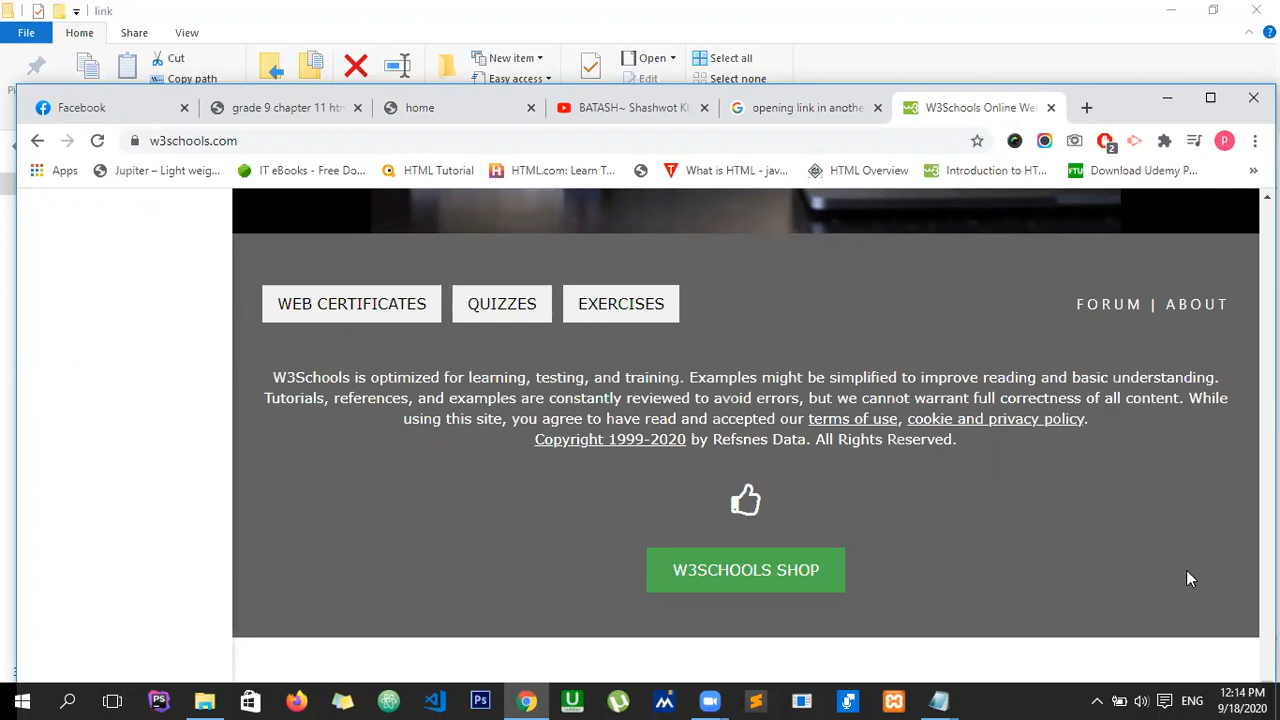 link
File Home Share View
Cut
Copy path
New item
Easy access
Open
Edit
Select all
Select none
Facebook
grade 9 chapter 11 htm
home
BATASH~ Shashwot Kh
opening link in anothe
W3Schools Online We
w3schools.com
2
P
Apps
Jupiter – Light weig...
IT eBooks - Free Do...
HTML Tutorial
HTML.com: Learn T...
What is HTML - jav...
HTML Overview
Introduction to HT...
Download Udemy P...
»
WEB CERTIFICATES QUIZZES EXERCISES FORUM | ABOUT
W3Schools is optimized for learning, testing, and training. Examples might be simplified to improve reading and basic understanding.
Tutorials, references, and examples are constantly reviewed to avoid errors, but we cannot warrant full correctness of all content. While
using this site, you agree to have read and accepted our terms of use, cookie and privacy policy.
Copyright 1999-2020 by Refsnes Data. All Rights Reserved.
W3SCHOOLS SHOP
ENG
12:14 PM
9/18/2020